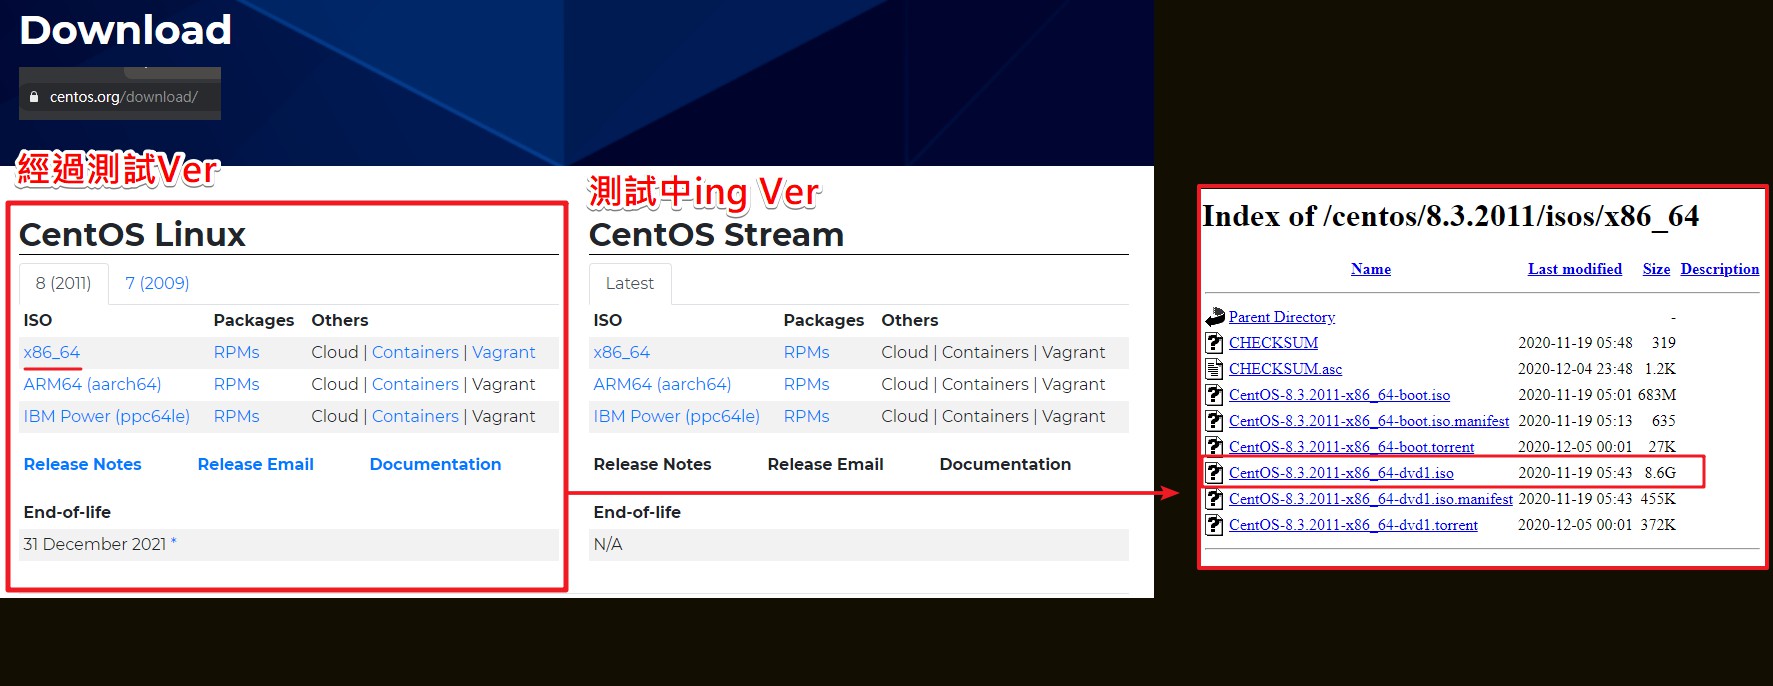 Download
centos.org/download/
經過測試Ver
測試中ing Ver
CentOS Linux
8 (2011) 7 (2009)
ISO Packages Others
x86_64 RPMs Cloud | Containers | Vagrant
ARM64 (aarch64) RPMs Cloud | Containers | Vagrant
IBM Power (ppc64le) RPMs Cloud | Containers | Vagrant
Release Notes Release Email Documentation
End-of-life
31 December 2021 *
CentOS Stream
Latest
ISO Packages Others
x86_64 RPMs Cloud | Containers | Vagrant
ARM64 (aarch64) RPMs Cloud | Containers | Vagrant
IBM Power (ppc64le) RPMs Cloud | Containers | Vagrant
Release Notes Release Email Documentation
End-of-life
N/A
Index of /centos/8.3.2011/isos/x86_64
Name Last modified Size Description
Parent Directory -
CHECKSUM 2020-11-19 05:48 319
CHECKSUM.asc 2020-12-04 23:48 1.2K
CentOS-8.3.2011-x86_64-boot.iso 2020-11-19 05:01 683M
CentOS-8.3.2011-x86_64-boot.iso.manifest 2020-11-19 05:13 635
CentOS-8.3.2011-x86_64-boot.torrent 2020-12-05 00:01 27K
CentOS-8.3.2011-x86_64-dvd1.iso 2020-11-19 05:43 8.6G
CentOS-8.3.2011-x86_64-dvd1.iso.manifest 2020-11-19 05:43 455K
CentOS-8.3.2011-x86_64-dvd1.torrent 2020-12-05 00:01 372K